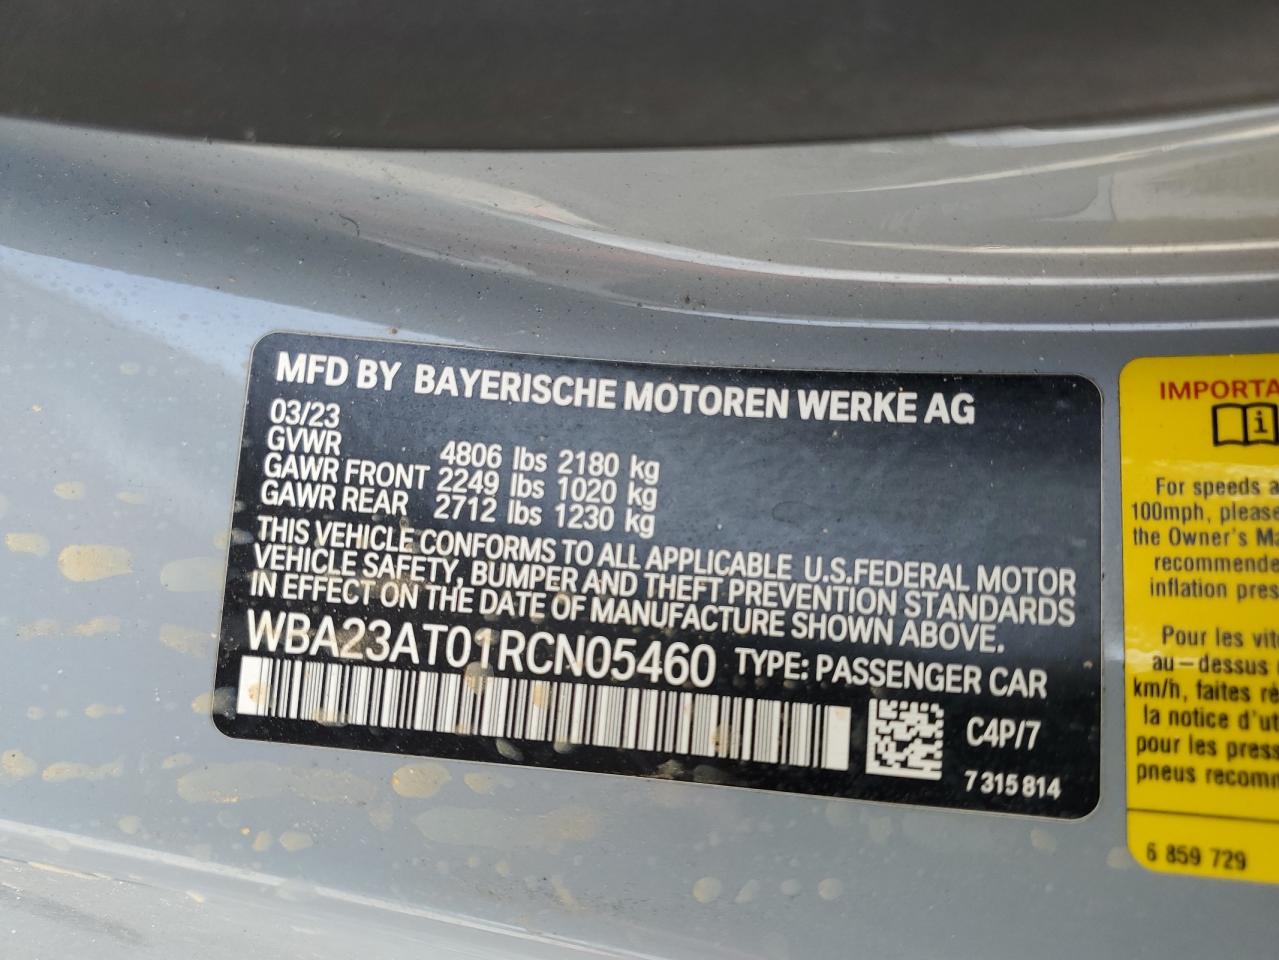 MFD BY BAYERISCHE MOTOREN WERKE AG
03/23
GVWR 4806 lbs 2180 kg
GAWR FRONT 2249 lbs 1020 kg
GAWR REAR 2712 lbs 1230 kg
THIS VEHICLE CONFORMS TO ALL APPLICABLE U.S.FEDERAL MOTOR
VEHICLE SAFETY, BUMPER AND THEFT PREVENTION STANDARDS
IN EFFECT ON THE DATE OF MANUFACTURE SHOWN ABOVE.
WBA23AT01RCN05460 TYPE: PASSENGER CAR
C4P/7
7 315 814
IMPORTA
i
For speeds a
100mph, please
the Owner's Ma
recommende
inflation pres
Pour les vit
au-dessus
km/h, faites ré
la notice d'ut
pour les press
pneus recomm
6 859 729